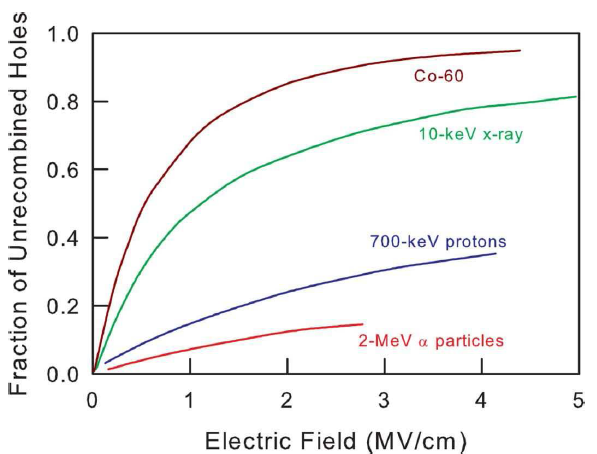 Fraction of Unrecombined Holes
1.0
0.8
0.6
0.4
0.2
0.0
Co-60
10-keV x-ray
700-keV protons
2-MeV α particles
0 1 2 3 4 5
Electric Field (MV/cm)